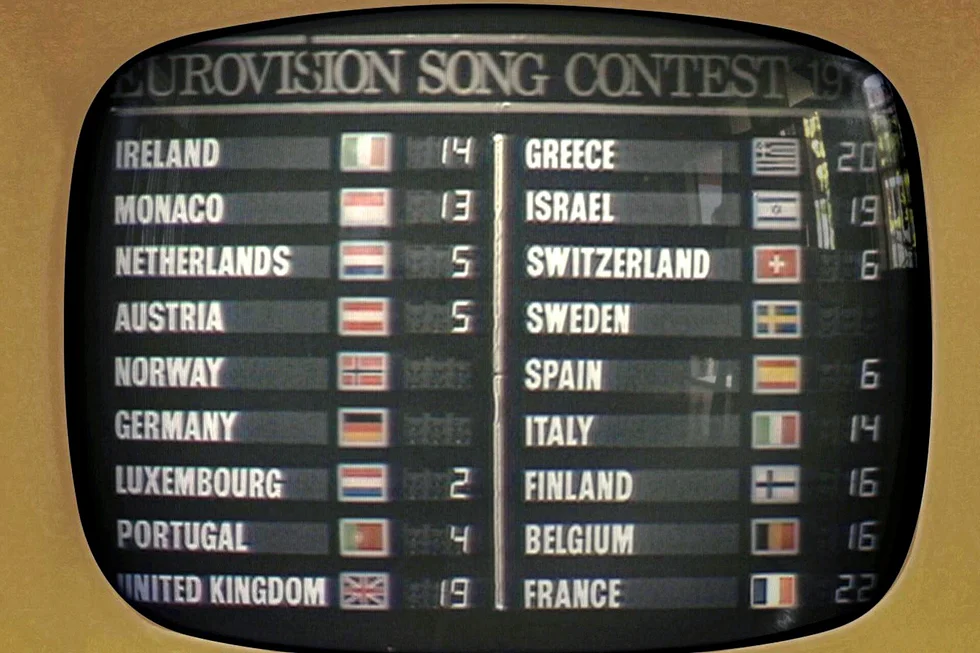 EUROVISION SONG CONTEST 19
IRELAND 14
MONACO 13
NETHERLANDS 5
AUSTRIA 5
NORWAY
GERMANY
LUXEMBOURG 2
PORTUGAL 4
UNITED KINGDOM 19
GREECE 20
ISRAEL 19
SWITZERLAND 6
SWEDEN
SPAIN 6
ITALY 14
FINLAND 16
BELGIUM 16
FRANCE 22